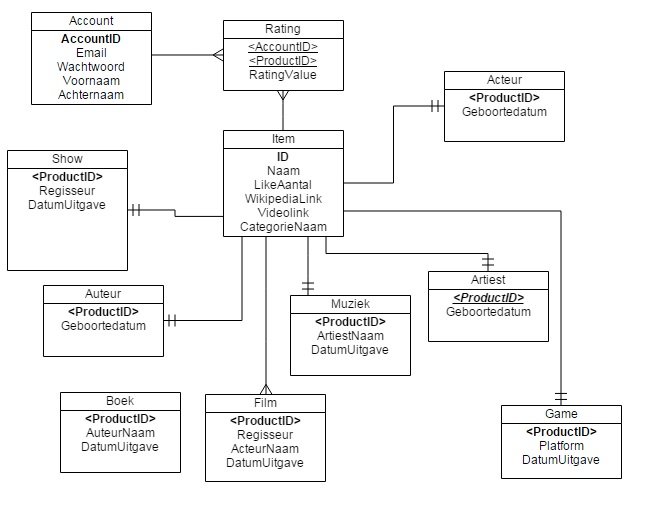 Account
AccountID
Email
Wachtwoord
Voornaam
Achternaam
Rating
<AccountID>
<ProductID>
RatingValue
Acteur
<ProductID>
Geboortedatum
Item
ID
Naam
LikeAantal
WikipediaLink
Videolink
CategorieNaam
Show
<ProductID>
Regisseur
DatumUitgave
Auteur
<ProductID>
Geboortedatum
Muziek
<ProductID>
ArtiestNaam
DatumUitgave
Artiest
<ProductID>
Geboortedatum
Boek
<ProductID>
AuteurNaam
DatumUitgave
Film
<ProductID>
Regisseur
ActeurNaam
DatumUitgave
Game
<ProductID>
Platform
DatumUitgave